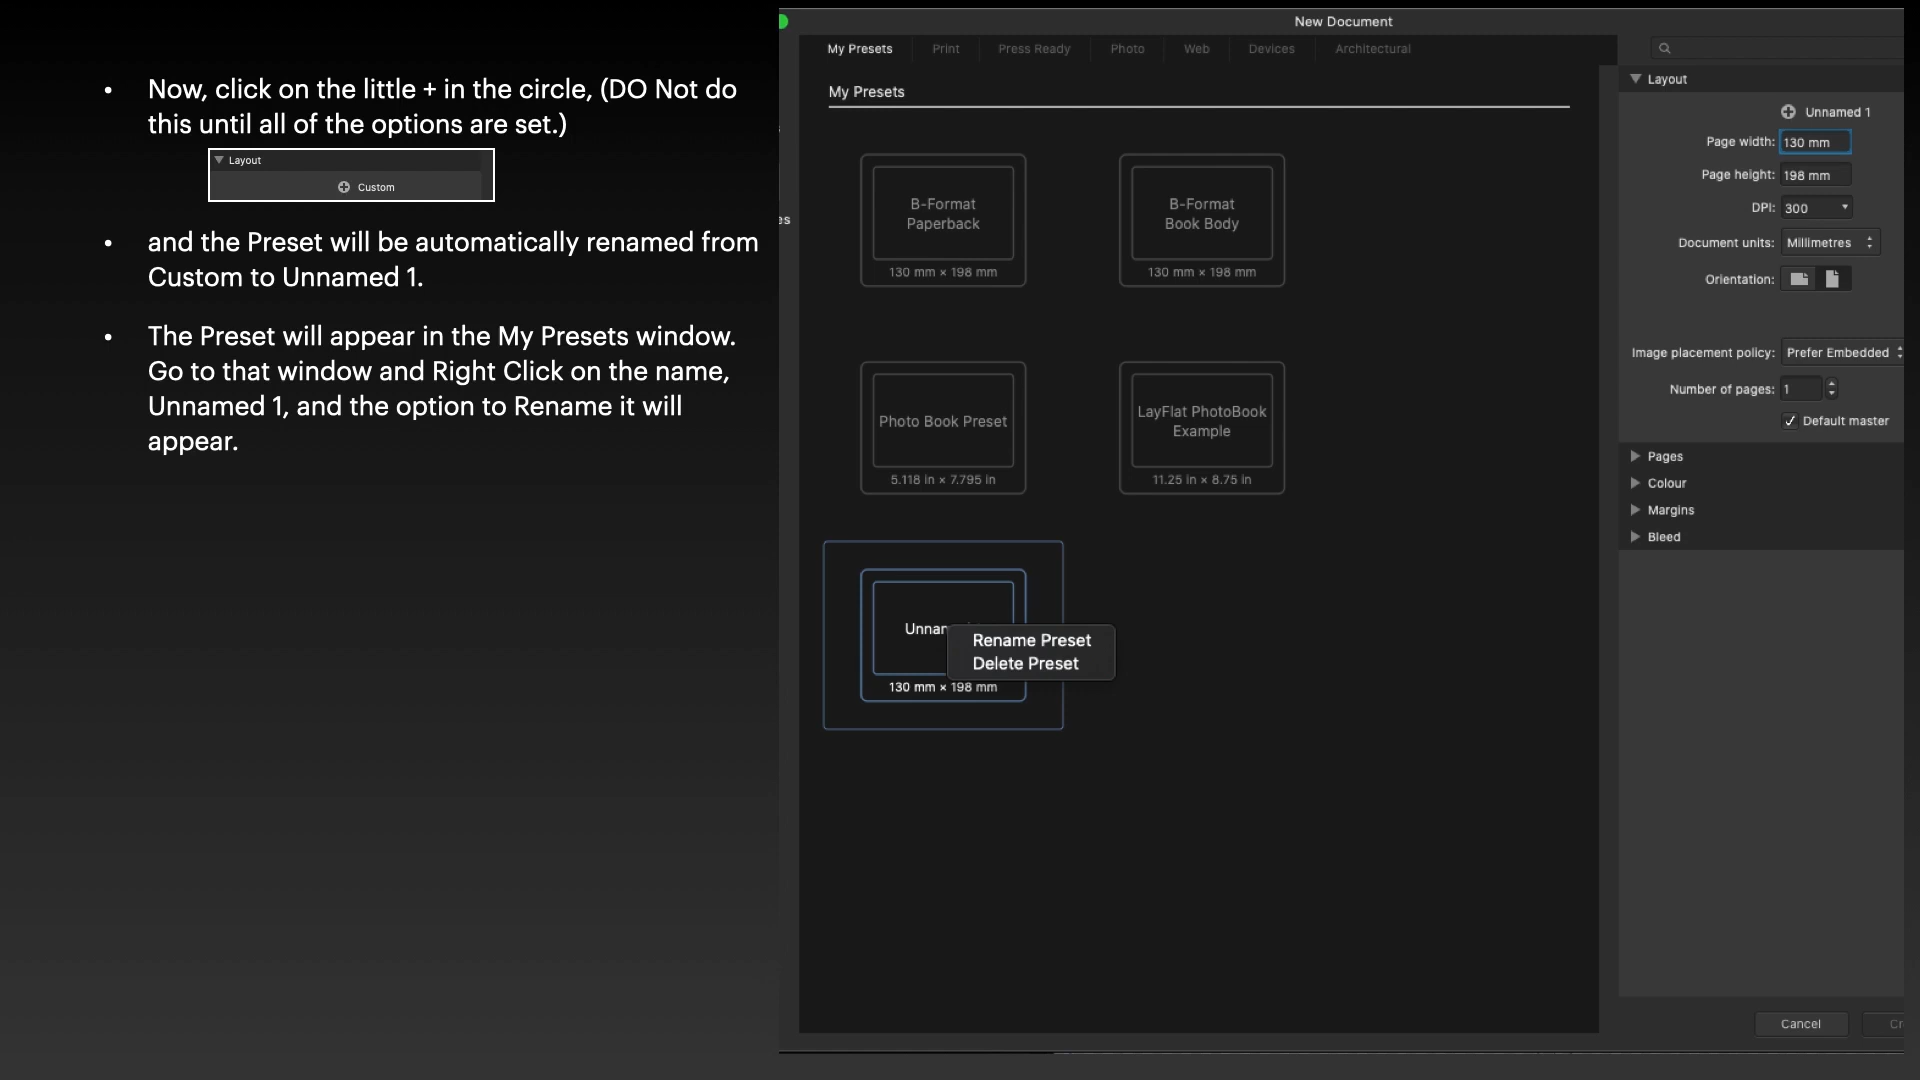 • Now, click on the little + in the circle, (DO Not do
this until all of the options are set.)
Layout
Custom
• and the Preset will be automatically renamed from
Custom to Unnamed 1.
• The Preset will appear in the My Presets window.
Go to that window and Right Click on the name,
Unnamed 1, and the option to Rename it will
appear.
New Document
My Presets Print Press Ready Photo Web Devices Architectural
My Presets
B-Format
Paperback
130 mm × 198 mm
B-Format
Book Body
130 mm × 198 mm
Photo Book Preset
5.118 in × 7.795 in
LayFlat PhotoBook
Example
11.25 in × 8.75 in
Rename Preset
Delete Preset
130 mm × 198 mm
Layout
Unnamed 1
Page width: 130 mm
Page height: 198 mm
DPI: 300
Document units: Millimetres
Orientation:
Image placement policy: Prefer Embedded
Number of pages: 1
Default master
Pages
Colour
Margins
Bleed
Cancel